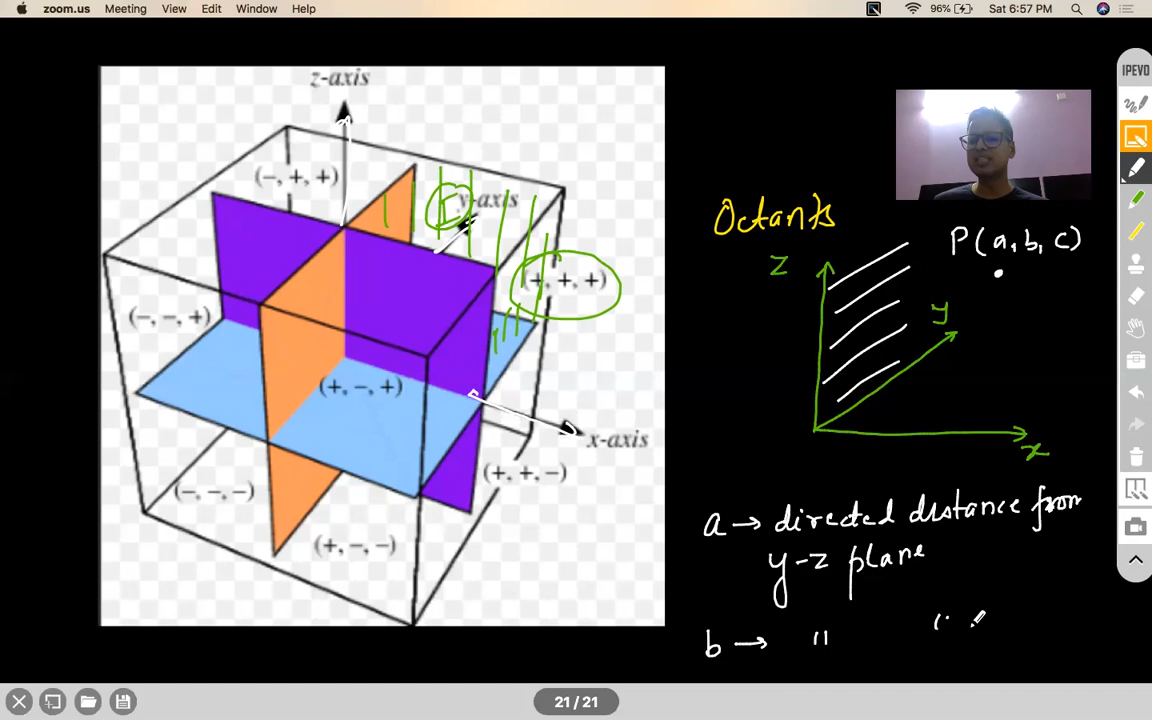 zoom.us Meeting View Edit Window Help 96% Sat 6:57 PM
IPEVO
z-axis
(−, +, +)
y-axis
(+, +, +)
(−, −, +)
(+, −, +)
x-axis
(+, +, −)
(−, −, −)
(+, −, −)
Octants
P(a, b, c)
z
y
x
a → directed distance from
y-z plane
b → "
21 / 21